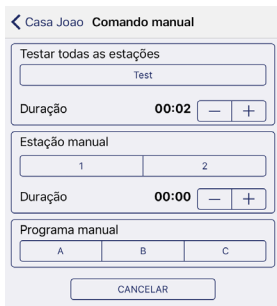 Casa Joao Comando manual
Testar todas as estações
Test
Duração 00:02 — +
Estação manual
1 2
Duração 00:00 — +
Programa manual
A B C
CANCELAR